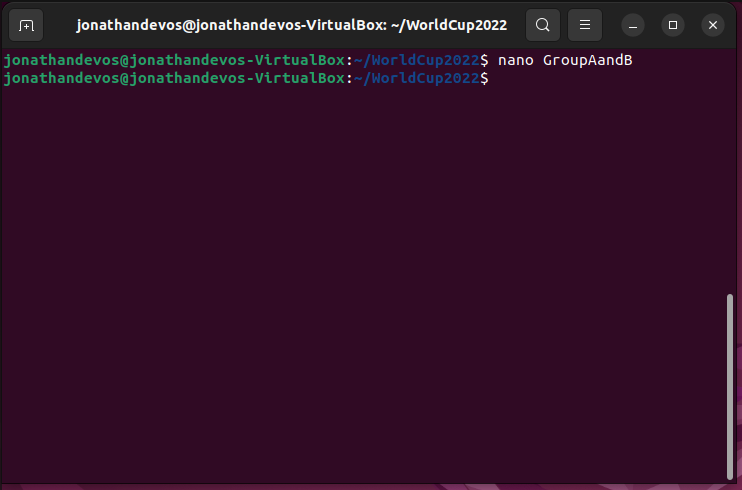 jonathandevos@jonathandevos-VirtualBox: ~/WorldCup2022
jonathandevos@jonathandevos-VirtualBox:~/WorldCup2022$ nano GroupAandB
jonathandevos@jonathandevos-VirtualBox:~/WorldCup2022$